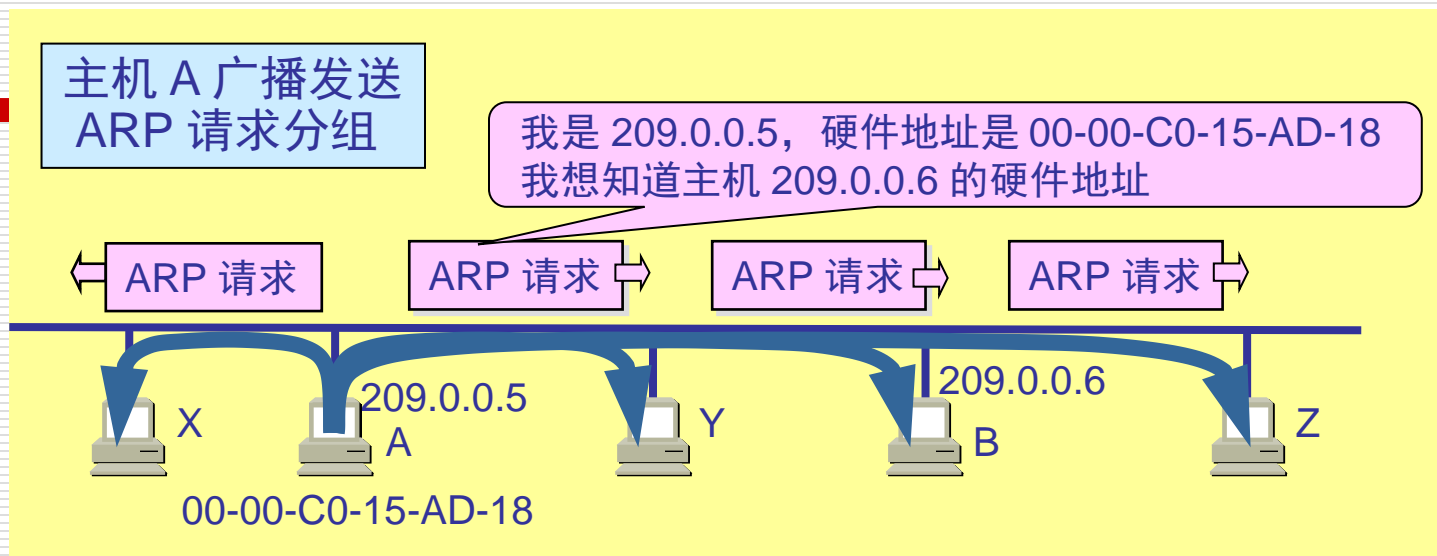 主机 A 广播发送
ARP 请求分组
我是 209.0.0.5，硬件地址是 00-00-C0-15-AD-18
我想知道主机 209.0.0.6 的硬件地址
ARP 请求
ARP 请求
ARP 请求
ARP 请求
209.0.0.5
209.0.0.6
X
A
Y
B
Z
00-00-C0-15-AD-18